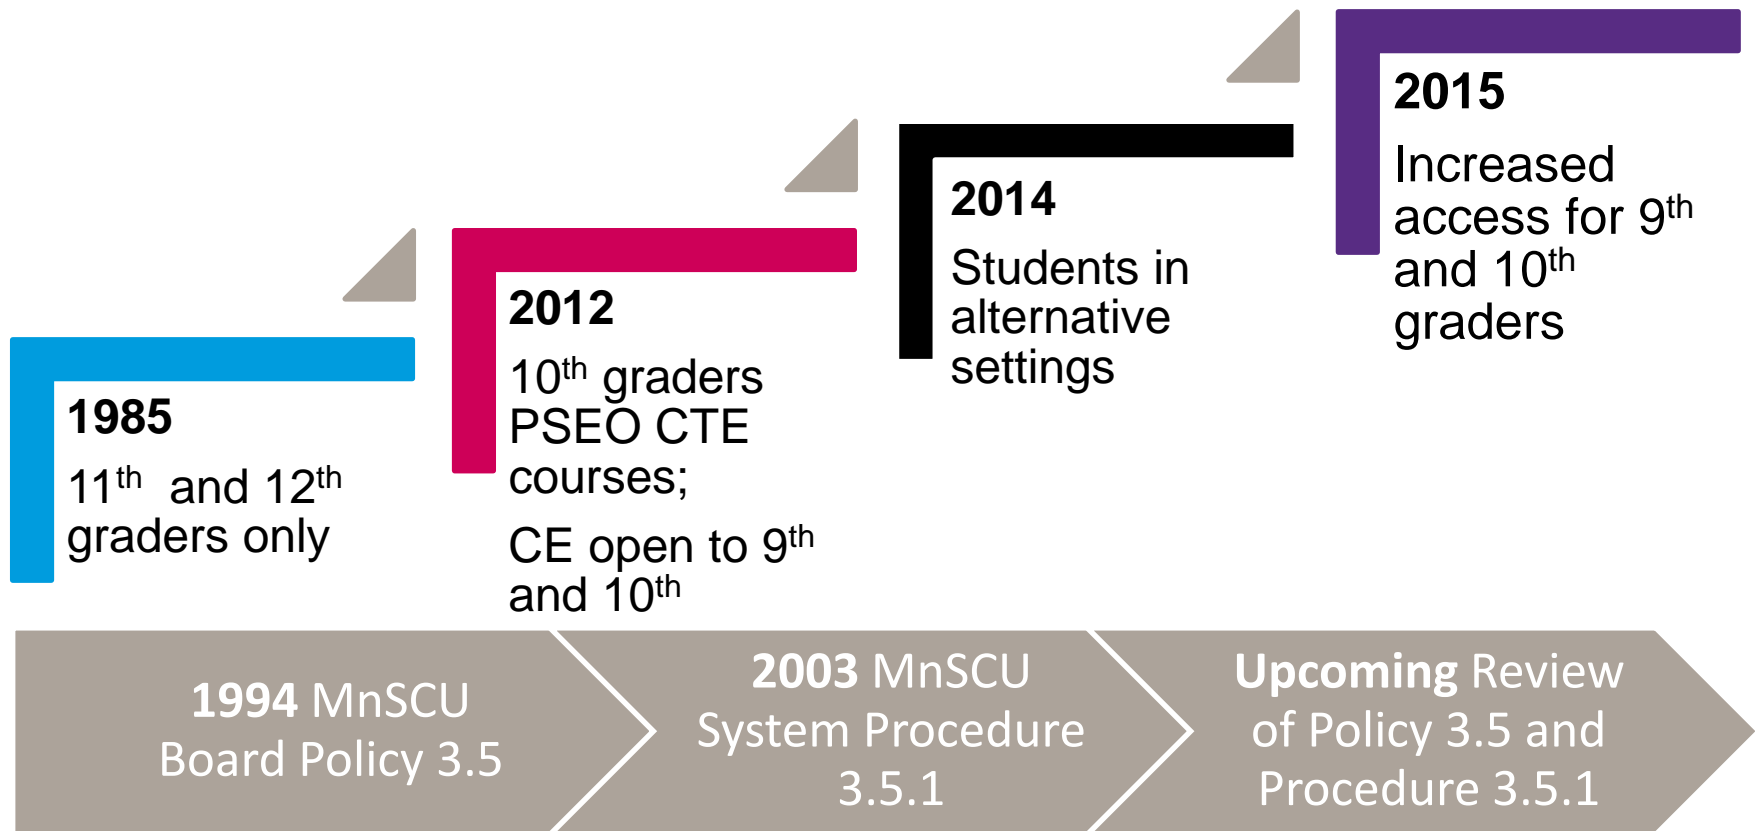 1985
11th and 12th
graders only
2012
10th graders
PSEO CTE
courses;
CE open to 9th
and 10th
2014
Students in
alternative
settings
2015
Increased
access for 9th
and 10th
graders
1994 MnSCU
Board Policy 3.5
2003 MnSCU
System Procedure
3.5.1
Upcoming Review
of Policy 3.5 and
Procedure 3.5.1